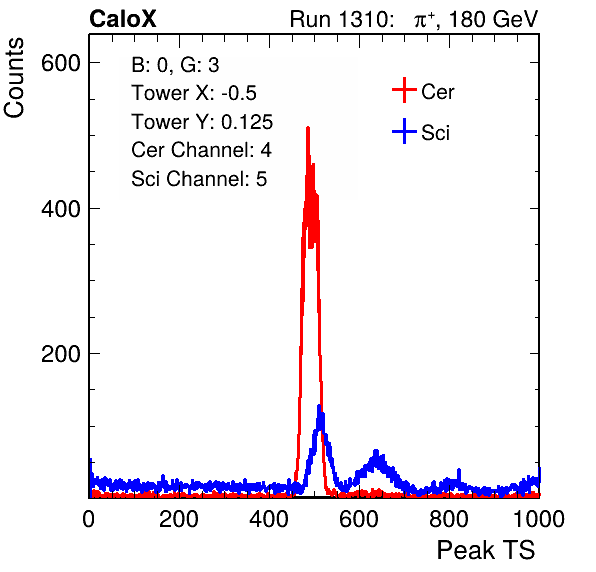 CaloX Run 1310: π⁺, 180 GeV
Counts
B: 0, G: 3
Tower X: -0.5
Tower Y: 0.125
Cer Channel: 4
Sci Channel: 5
Cer
Sci
600
400
200
0 200 400 600 800 1000
Peak TS